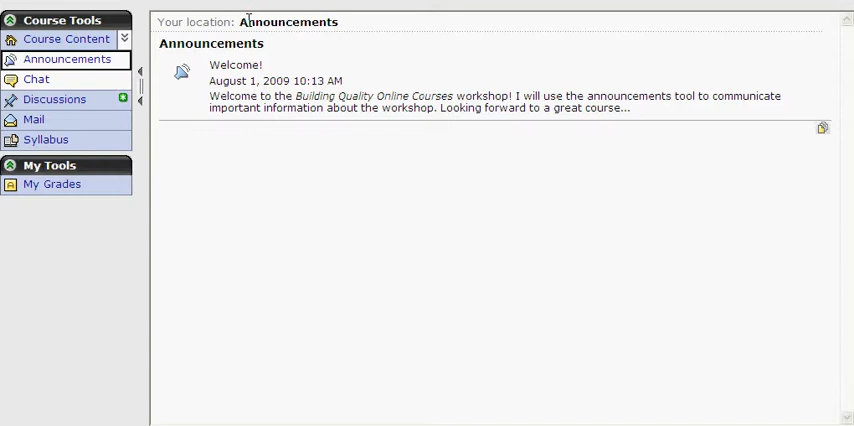 Course Tools
Course Content
Announcements
Chat
Discussions
Mail
Syllabus
My Tools
My Grades
Your location: Announcements
Announcements
Welcome!
August 1, 2009 10:13 AM
Welcome to the Building Quality Online Courses workshop! I will use the announcements tool to communicate
important information about the workshop. Looking forward to a great course...